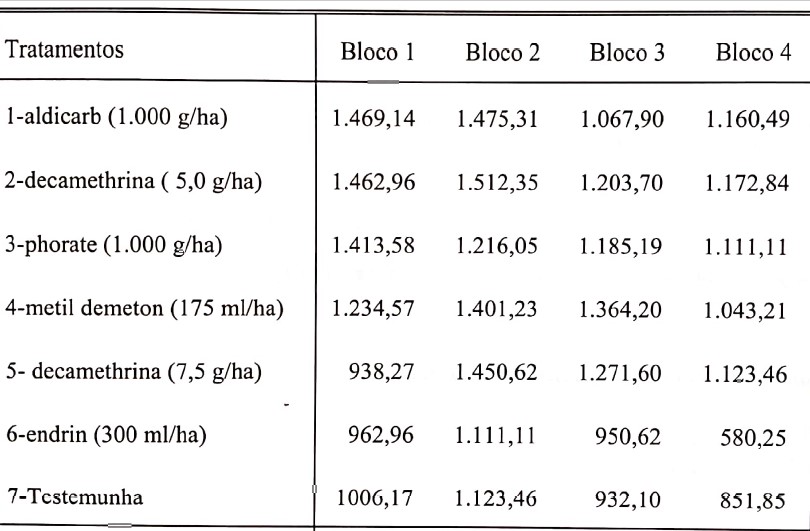 Tratamentos Bloco 1 Bloco 2 Bloco 3 Bloco 4
1-aldicarb (1.000 g/ha) 1.469,14 1.475,31 1.067,90 1.160,49
2-decamethrina ( 5,0 g/ha) 1.462,96 1.512,35 1.203,70 1.172,84
3-phorate (1.000 g/ha) 1.413,58 1.216,05 1.185,19 1.111,11
4-metil demeton (175 ml/ha) 1.234,57 1.401,23 1.364,20 1.043,21
5- decamethrina (7,5 g/ha) 938,27 1.450,62 1.271,60 1.123,46
6-endrin (300 ml/ha) 962,96 1.111,11 950,62 580,25
7-Testemunha 1006,17 1.123,46 932,10 851,85